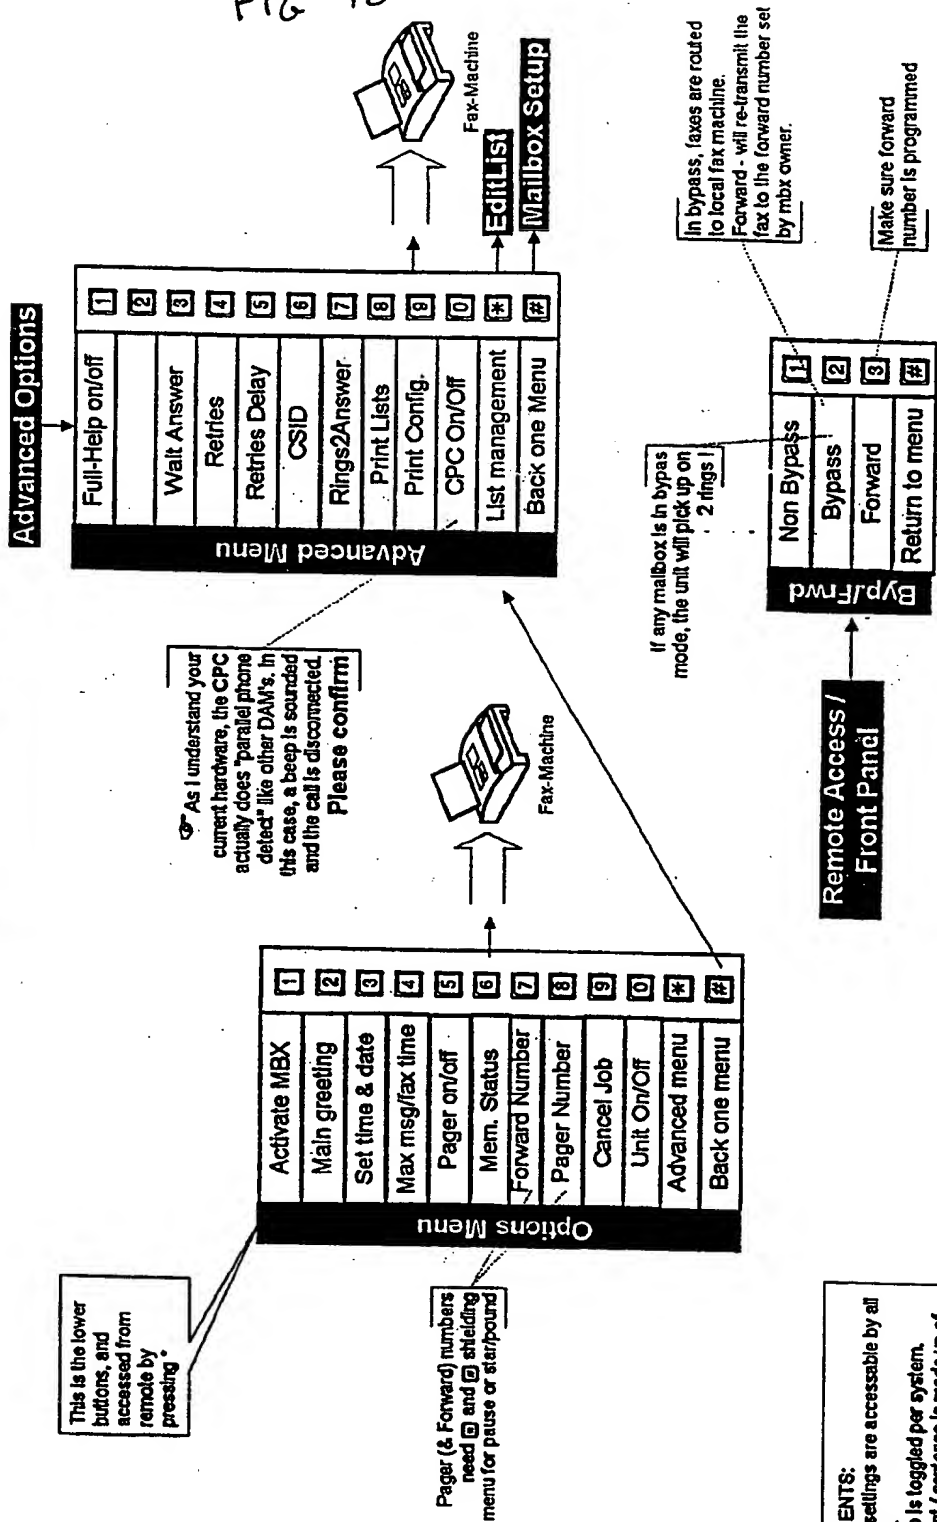 FIG
Advanced Options
Advanced Menu
Full-Help on/off 1
2
Wait Answer 3
Retries 4
Retries Delay 5
CSID 6
Rings2Answer 7
Print Lists 8
Print Config. 9
CPC On/Off 0
List management *
Back one Menu #
Fax-Machine
EditList
Mailbox Setup
☞ As I understand your
current hardware, the CPC
actually does "parallel phone
detect" like other DAM's. In
this case, a beep is sounded
and the call is disconnected.
Please confirm
This is the lower
buttons, and
accessed from
remote by
pressing *
Options Menu
Activate MBX 1
Main greeting 2
Set time & date 3
Max msg/fax time 4
Pager on/off 5
Mem. Status 6
Forward Number 7
Pager Number 8
Cancel Job 9
Unit On/Off 0
Advanced menu *
Back one menu #
Fax-Machine
Pager (& Forward) numbers
need and shielding
menu for pause or star/pound
If any mailbox is in bypas
mode, the unit will pick up on
2 rings !
In bypass, faxes are routed
to local fax machine.
Forward - will re-transmit the
fax to the forward number set
by mbx owner.
Remote Access /
Front Panel
Byp./Frwd
Non Bypass 1
Bypass 2
Forward 3
Return to menu #
Make sure forward
number is programmed
ENTS:
settings are accessable by all
is toggled per system.
/ sentence is made up of